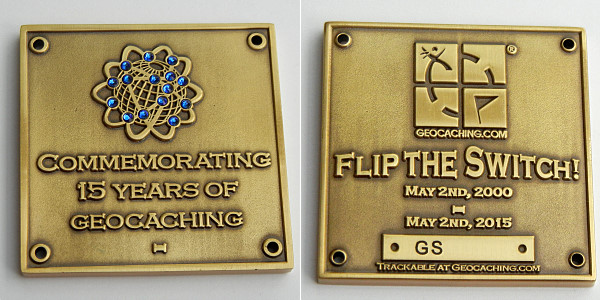 COMMEMORATING
15 YEARS OF
GEOCACHING
®
GEOCACHING.COM
FLIP THE SWITCH!
MAY 2ND, 2000
MAY 2ND, 2015
GS
TRACKABLE AT GEOCACHING.COM